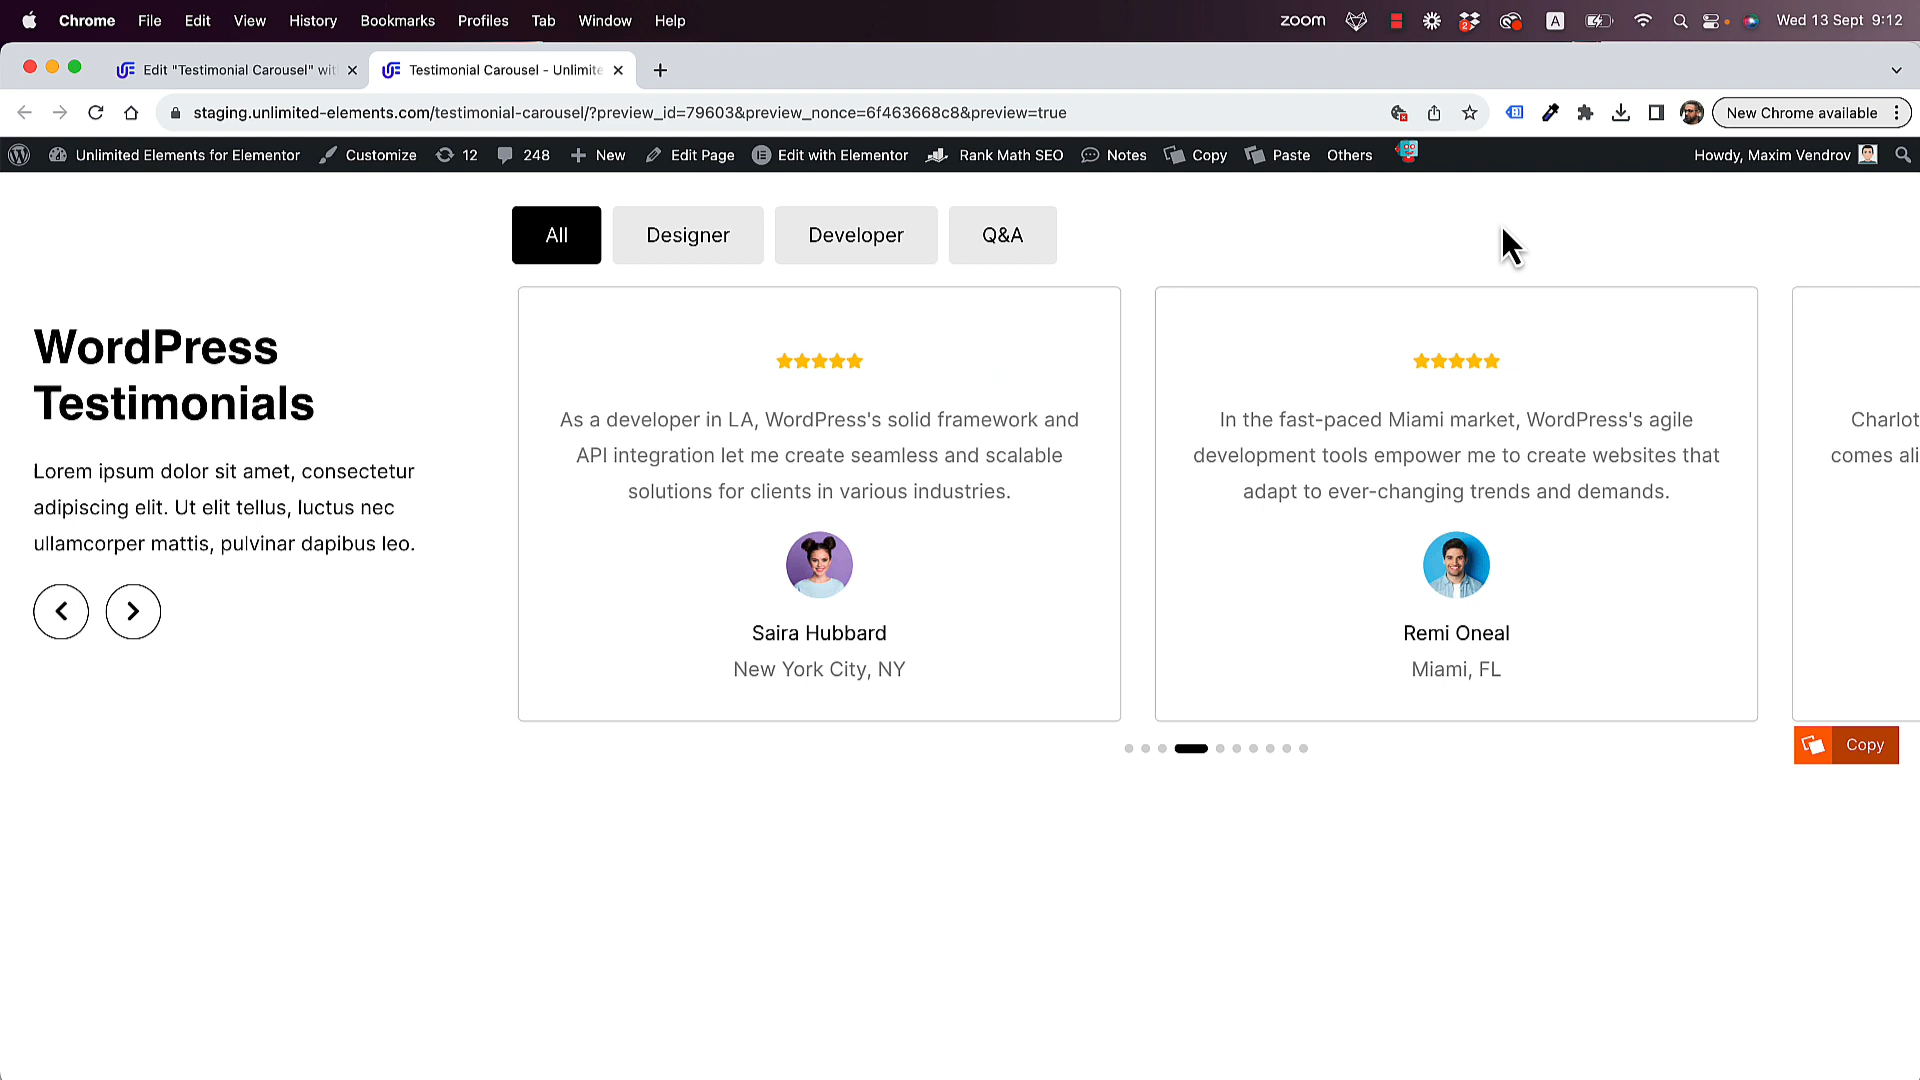 Chrome File Edit View History Bookmarks Profiles Tab Window Help zoom 2 A Wed 13 Sept 9:12
Edit "Testimonial Carousel" wit Testimonial Carousel - Unlimite
staging.unlimited-elements.com/testimonial-carousel/?preview_id=79603&preview_nonce=6f463668c8&preview=true New Chrome available
Unlimited Elements for Elementor Customize 12 248 New Edit Page Edit with Elementor Rank Math SEO Notes Copy Paste Others Howdy, Maxim Vendrov
All Designer Developer Q&A
WordPress
Testimonials
Lorem ipsum dolor sit amet, consectetur
adipiscing elit. Ut elit tellus, luctus nec
ullamcorper mattis, pulvinar dapibus leo.
As a developer in LA, WordPress's solid framework and
API integration let me create seamless and scalable
solutions for clients in various industries.
Saira Hubbard
New York City, NY
In the fast-paced Miami market, WordPress's agile
development tools empower me to create websites that
adapt to ever-changing trends and demands.
Remi Oneal
Miami, FL
Charlot
comes ali
Copy